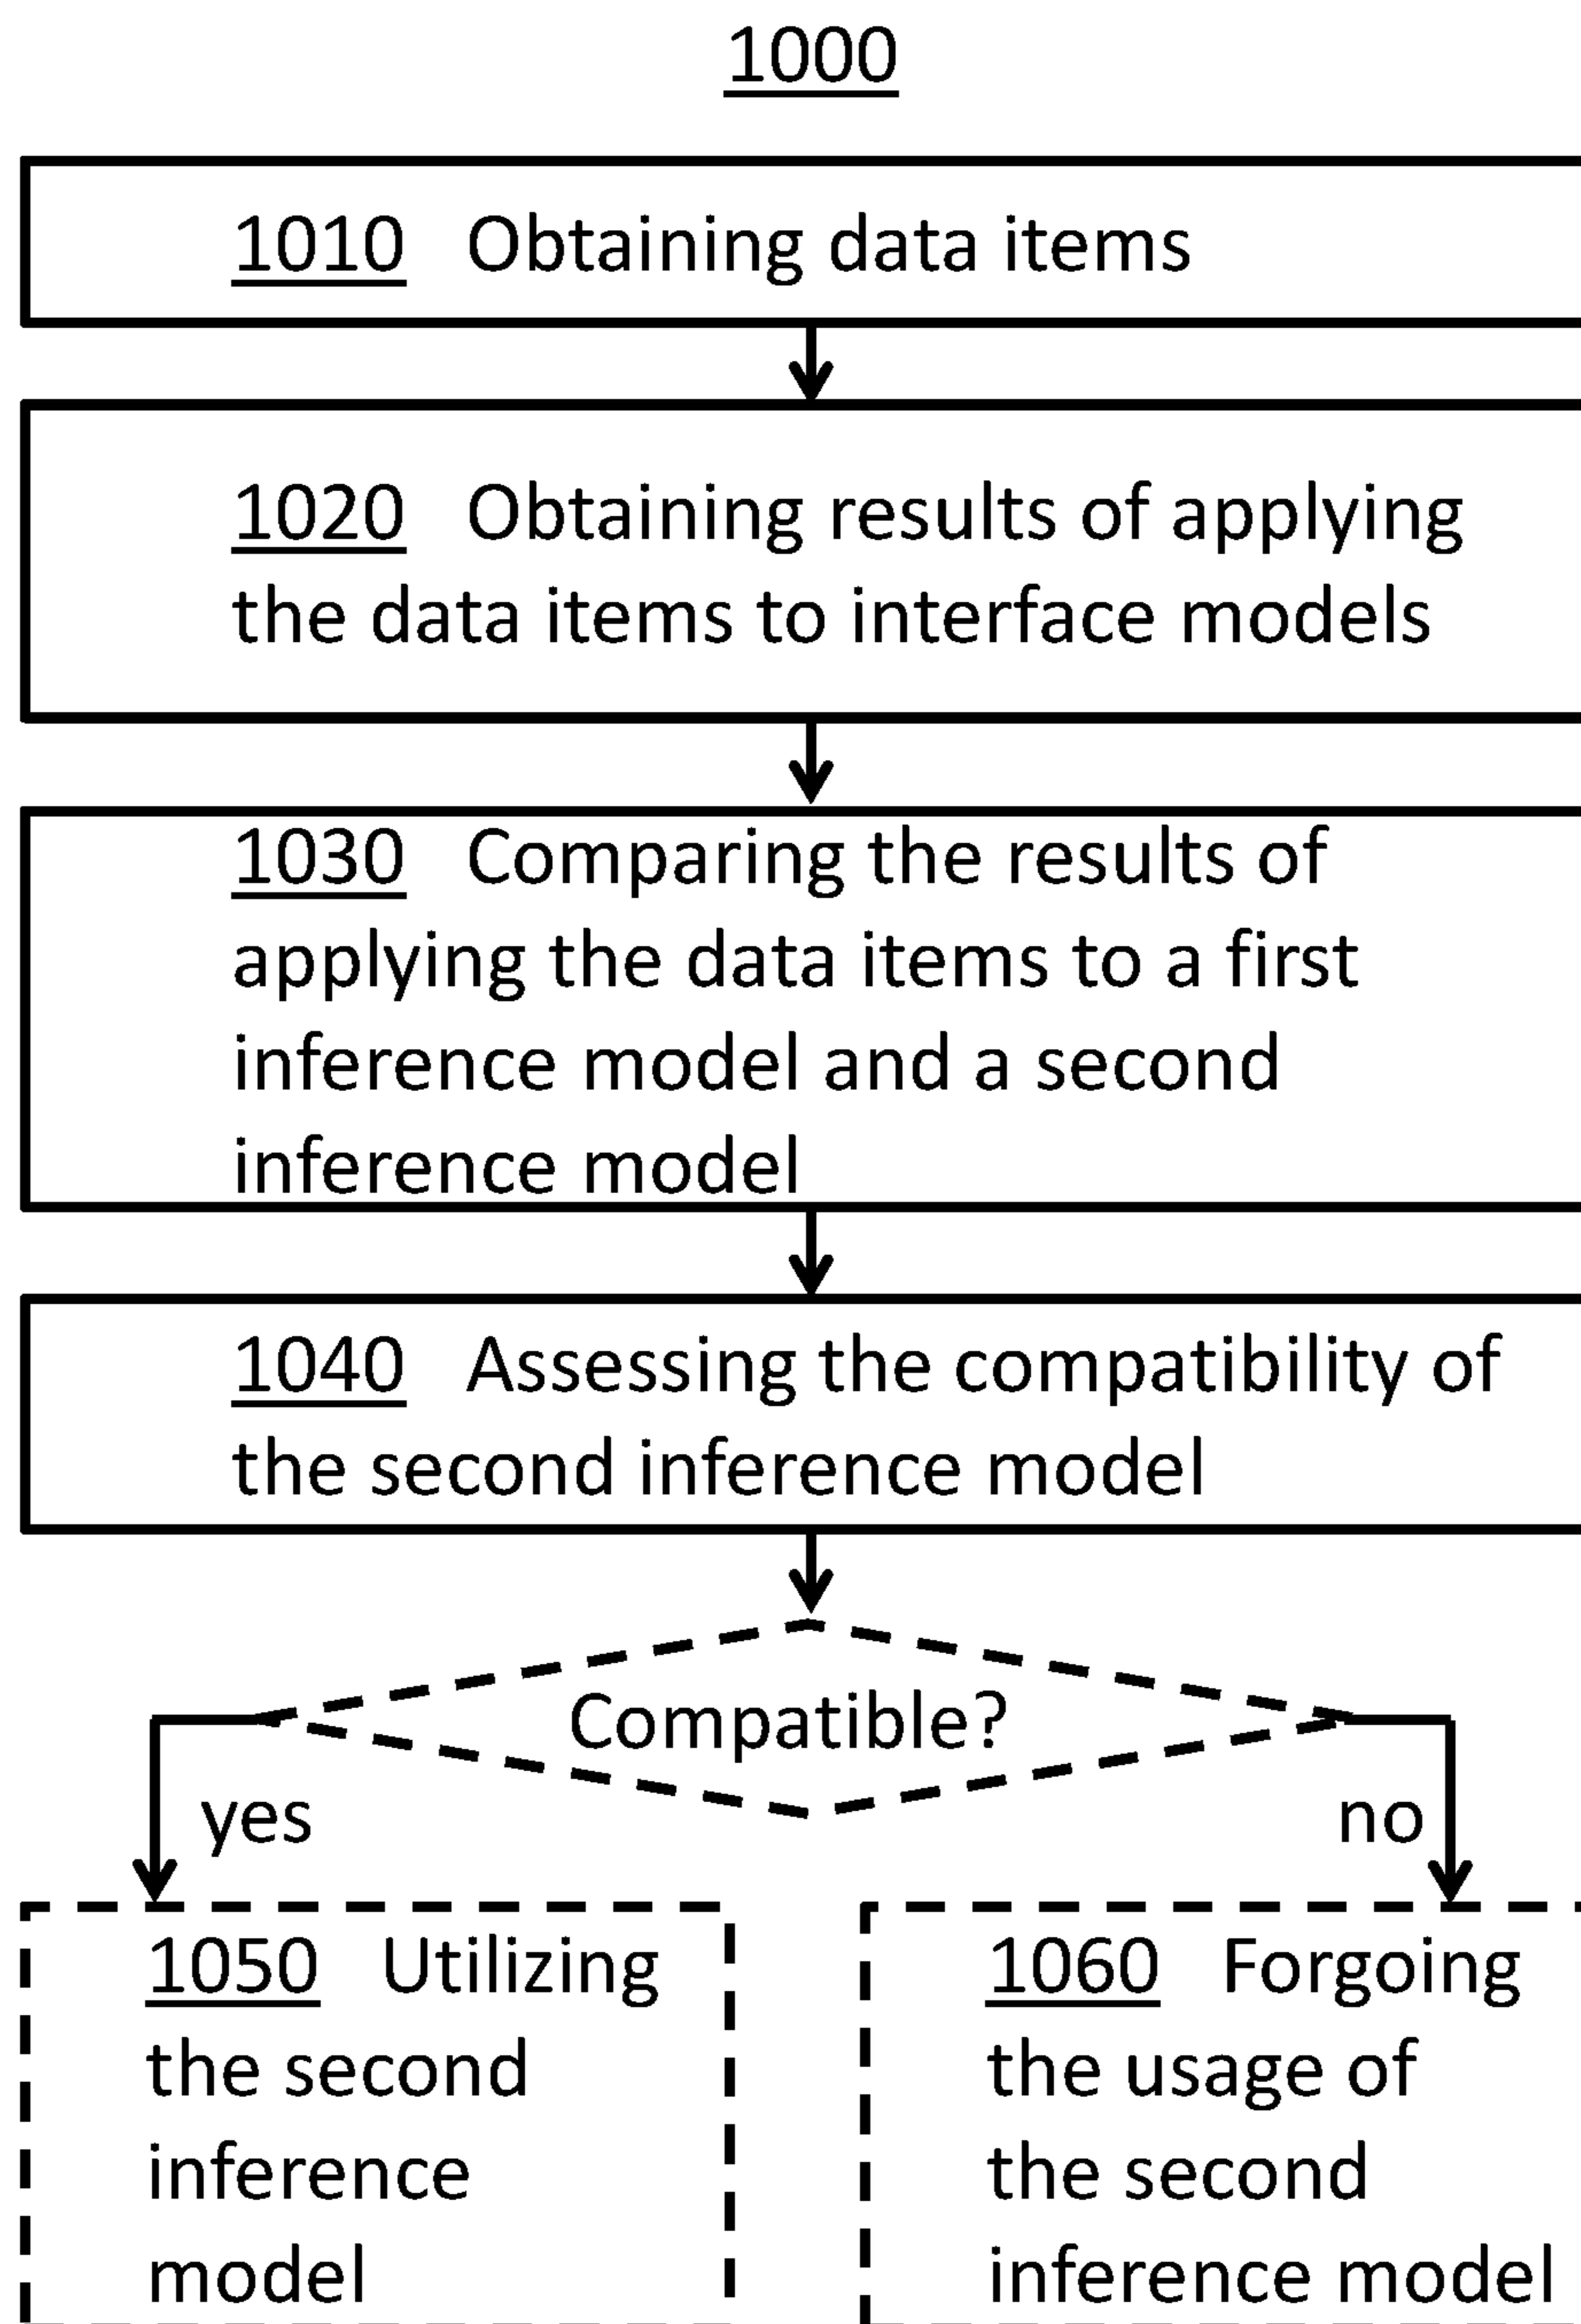 1000
1010 Obtaining data items
1020 Obtaining results of applying
the data items to interface models
1030 Comparing the results of
applying the data items to a first
inference model and a second
inference model
1040 Assessing the compatibility of
the second inference model
Compatible?
yes
no
1050 Utilizing
the second
inference
model
1060 Forgoing
the usage of
the second
inference model